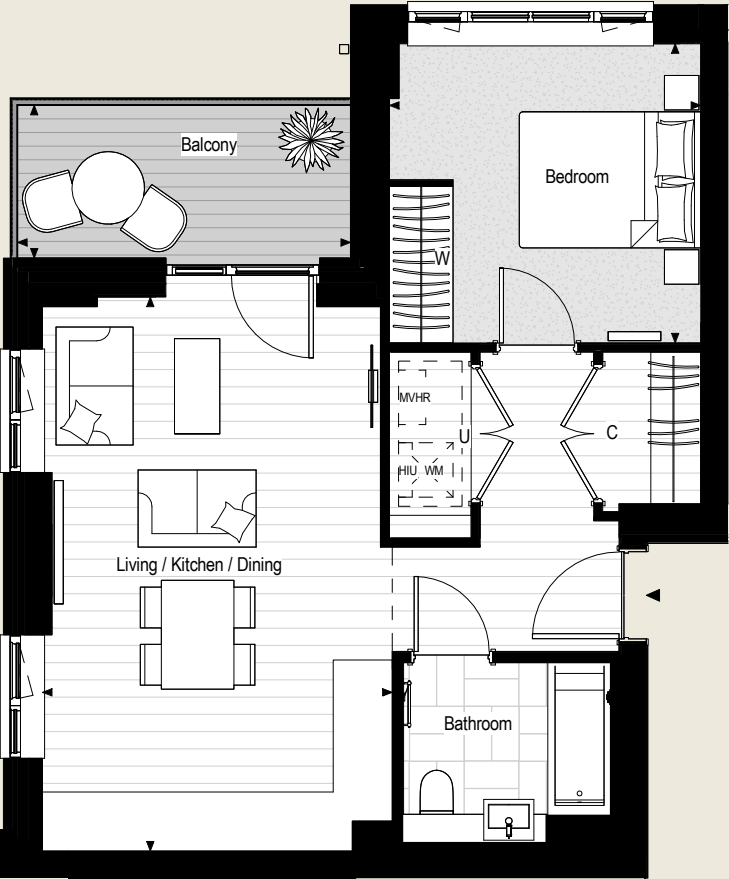 Balcony
Bedroom
W
MVHR
U
C
HIU WM
Living / Kitchen / Dining
Bathroom